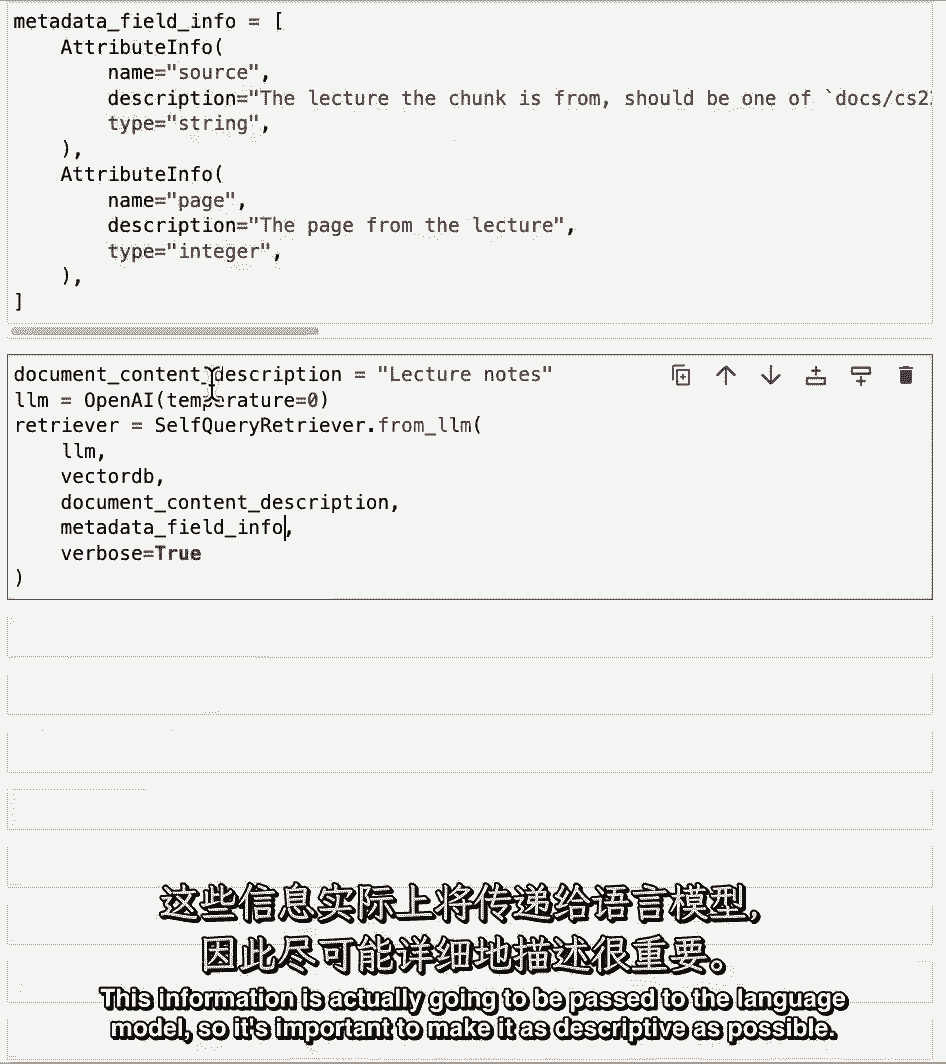 metadata_field_info = [
    AttributeInfo(
        name="source",
        description="The lecture the chunk is from, should be one of `docs/cs22
        type="string",
    ),
    AttributeInfo(
        name="page",
        description="The page from the lecture",
        type="integer",
    ),
]
document_content_description = "Lecture notes"
llm = OpenAI(temperature=0)
retriever = SelfQueryRetriever.from_llm(
    llm,
    vectordb,
    document_content_description,
    metadata_field_info,
    verbose=True
)
这些信息实际上将传递给语言模型,
因此尽可能详细地描述很重要。
This information is actually going to be passed to the language
model, so it's important to make it as descriptive as possible.